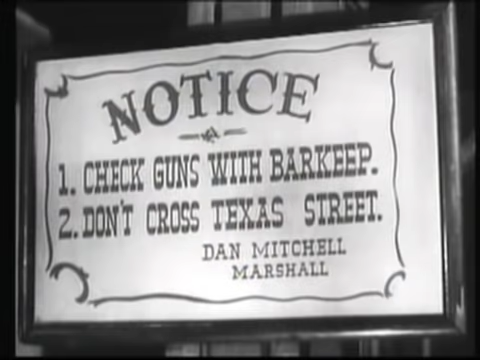 NOTICE
1. CHECK GUNS WITH BARKEEP.
2. DON'T CROSS TEXAS STREET.
DAN MITCHELL
MARSHALL